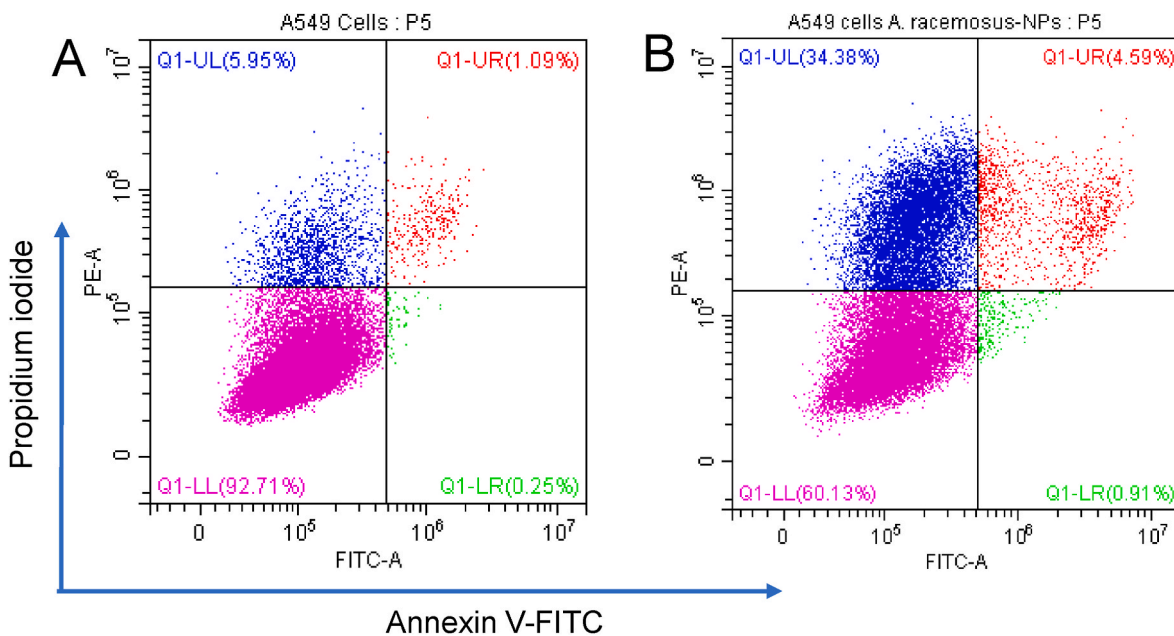 A
A549 Cells : P5
Q1-UL(5.95%)
Q1-UR(1.09%)
10^7
10^6
10^5
0
PE-A
Q1-LL(92.71%)
Q1-LR(0.25%)
0
10^5
10^6
10^7
FITC-A
B
A549 cells A. racemosus-NPs : P5
Q1-UL(34.38%)
Q1-UR(4.59%)
10^7
10^6
10^5
0
PE-A
Q1-LL(60.13%)
Q1-LR(0.91%)
0
10^5
10^6
10^7
FITC-A
Propidium iodide
Annexin V-FITC